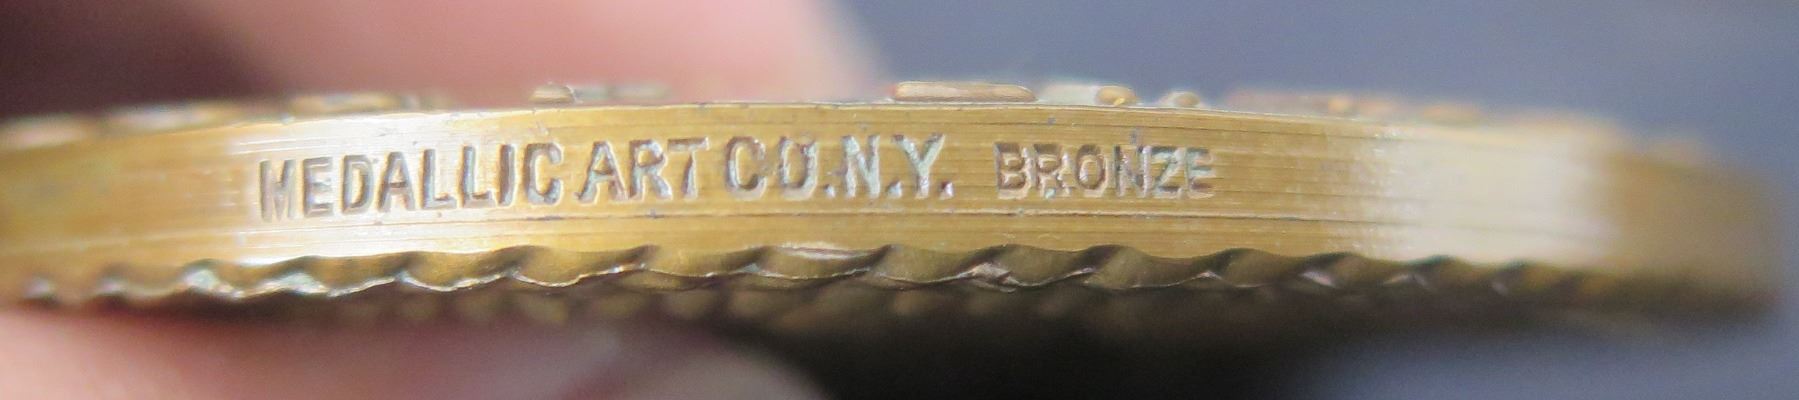 MEDALLIC ART CO.N.Y. BRONZE